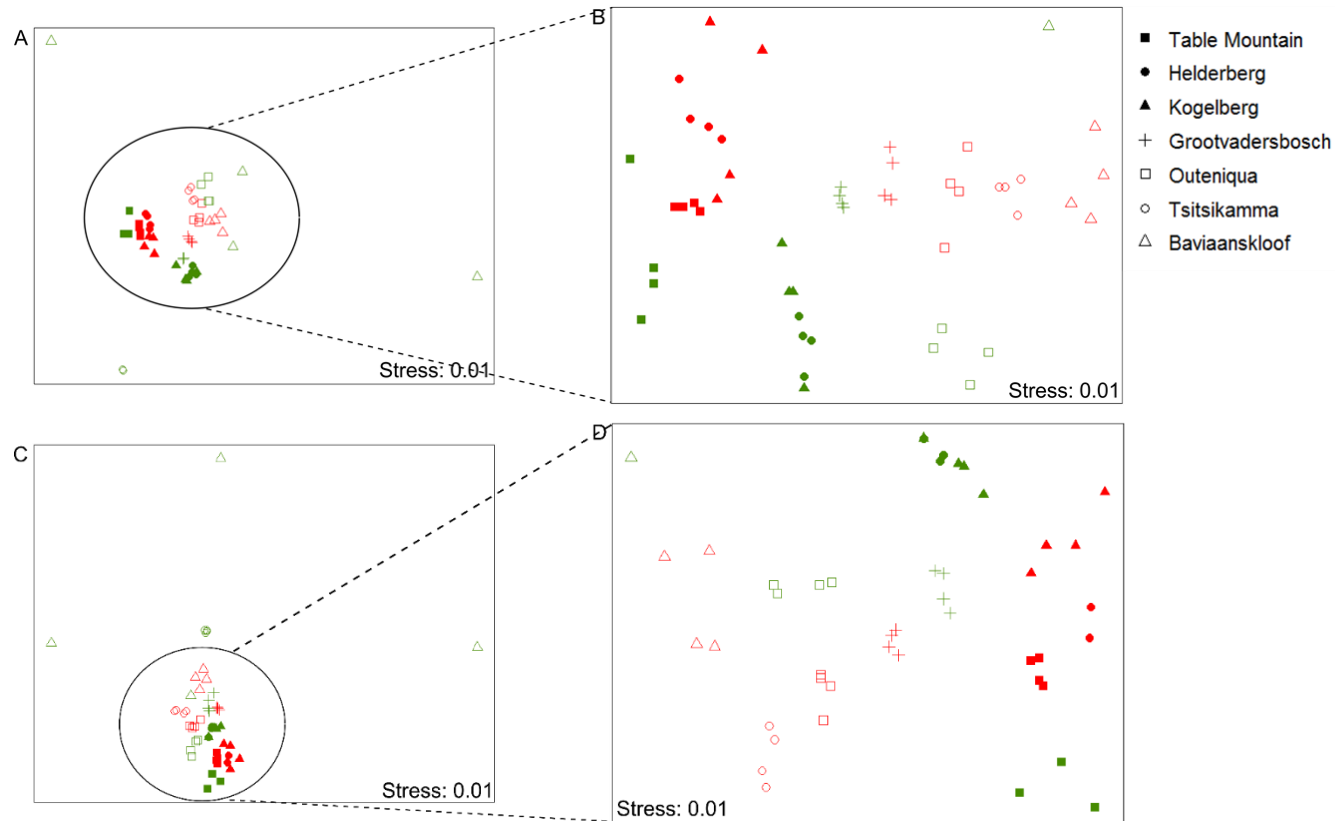 A
Stress: 0.01
B
Stress: 0.01
Table Mountain
Helderberg
Kogelberg
Grootvadersbosch
Outeniqua
Tsitsikamma
Baviaanskloof
C
Stress: 0.01
D
Stress: 0.01